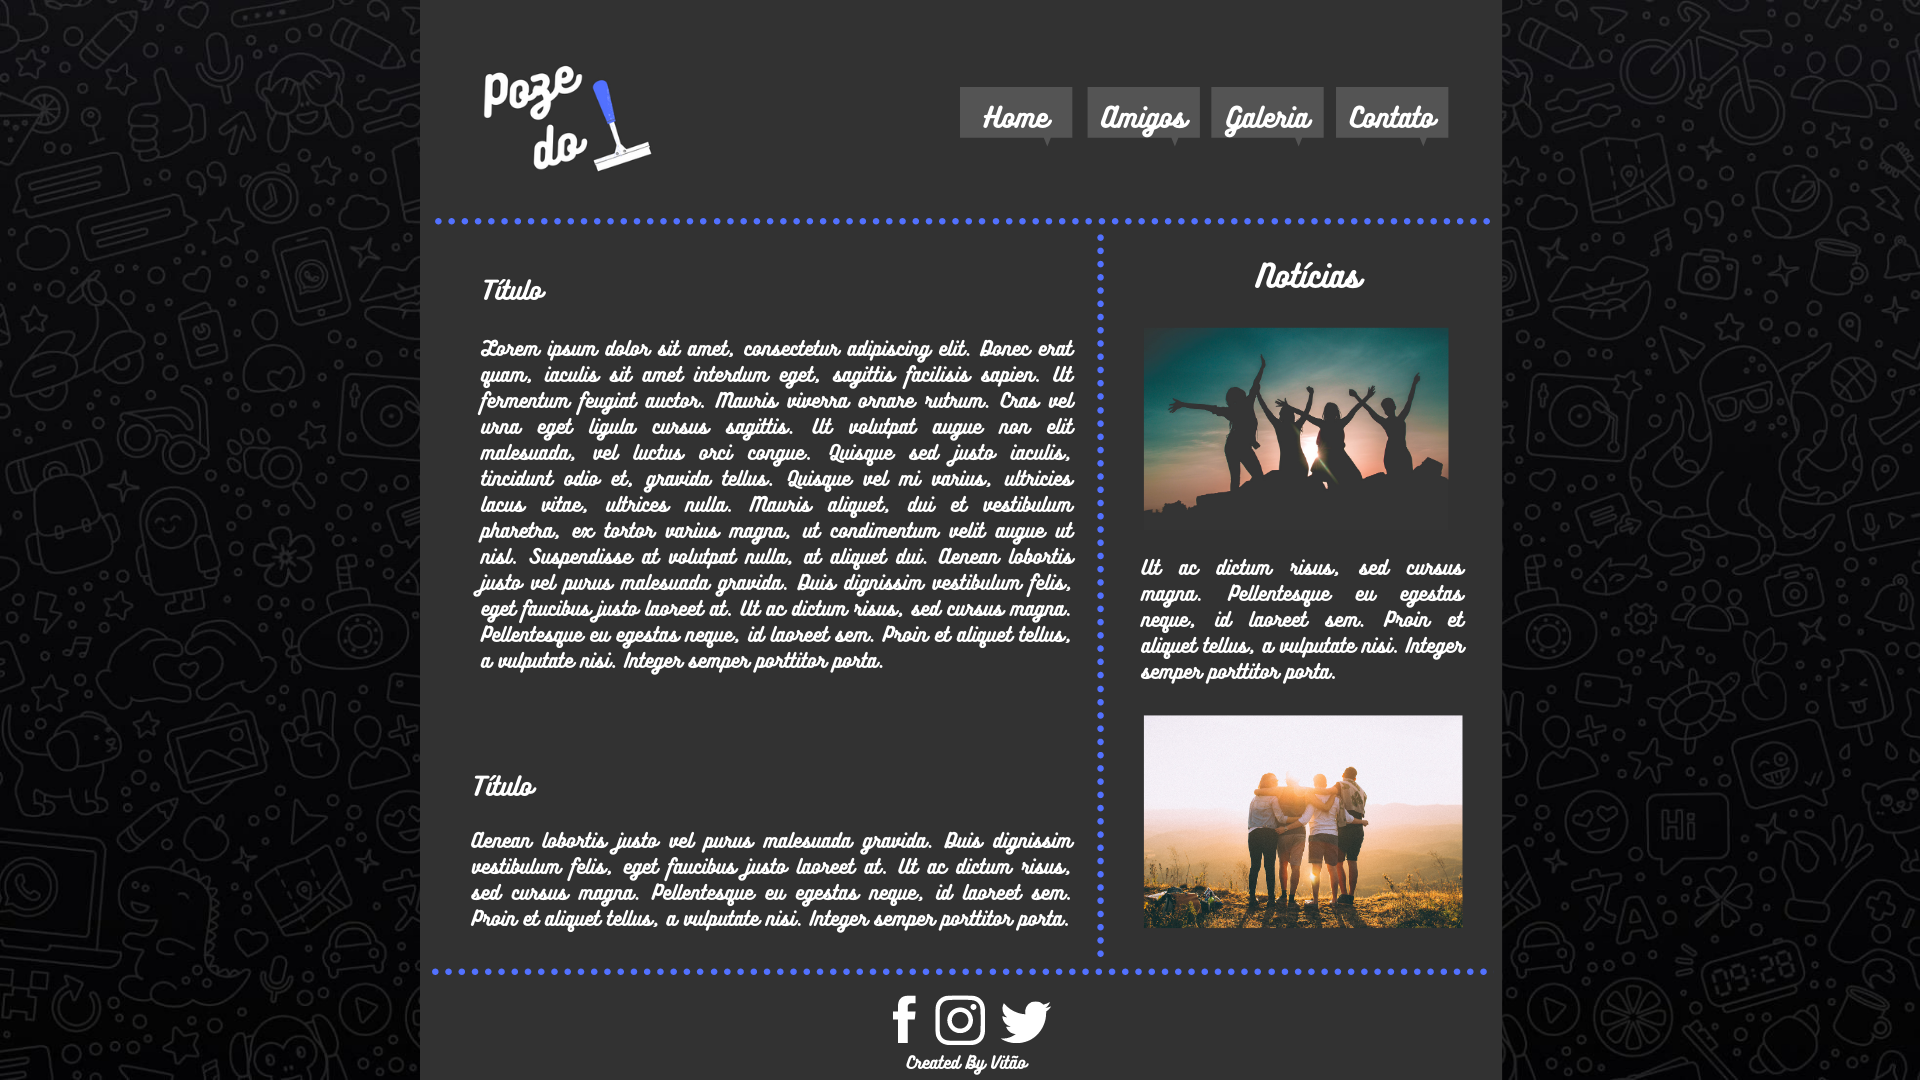 Poze
do
Home Amigos Galeria Contato
Título
Lorem ipsum dolor sit amet, consectetur adipiscing elit. Donec erat
quam, iaculis sit amet interdum eget, sagittis facilisis sapien. Ut
fermentum feugiat auctor. Mauris viverra ornare rutrum. Cras vel
urna eget ligula cursus sagittis. Ut volutpat augue non elit
malesuada, vel luctus orci congue. Quisque sed justo iaculis,
tincidunt odio et, gravida tellus. Quisque vel mi varius, ultricies
lacus vitae, ultrices nulla. Mauris aliquet, dui et vestibulum
pharetra, ex tortor varius magna, ut condimentum velit augue ut
nisl. Suspendisse at volutpat nulla, at aliquet dui. Aenean lobortis
justo vel purus malesuada gravida. Duis dignissim vestibulum felis,
eget faucibus justo laoreet at. Ut ac dictum risus, sed cursus magna.
Pellentesque eu egestas neque, id laoreet sem. Proin et aliquet tellus,
a vulputate nisi. Integer semper porttitor porta.
Título
Aenean lobortis justo vel purus malesuada gravida. Duis dignissim
vestibulum felis, eget faucibus justo laoreet at. Ut ac dictum risus,
sed cursus magna. Pellentesque eu egestas neque, id laoreet sem.
Proin et aliquet tellus, a vulputate nisi. Integer semper porttitor porta.
Notícias
Ut ac dictum risus, sed cursus
magna. Pellentesque eu egestas
neque, id laoreet sem. Proin et
aliquet tellus, a vulputate nisi. Integer
semper porttitor porta.
Hi
09:28
Created By Vitão